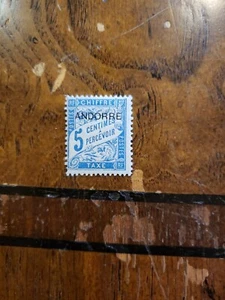 CHIFFRE
ANDORRE
5 CENTIMES
À PERCEVOIR
TAXE